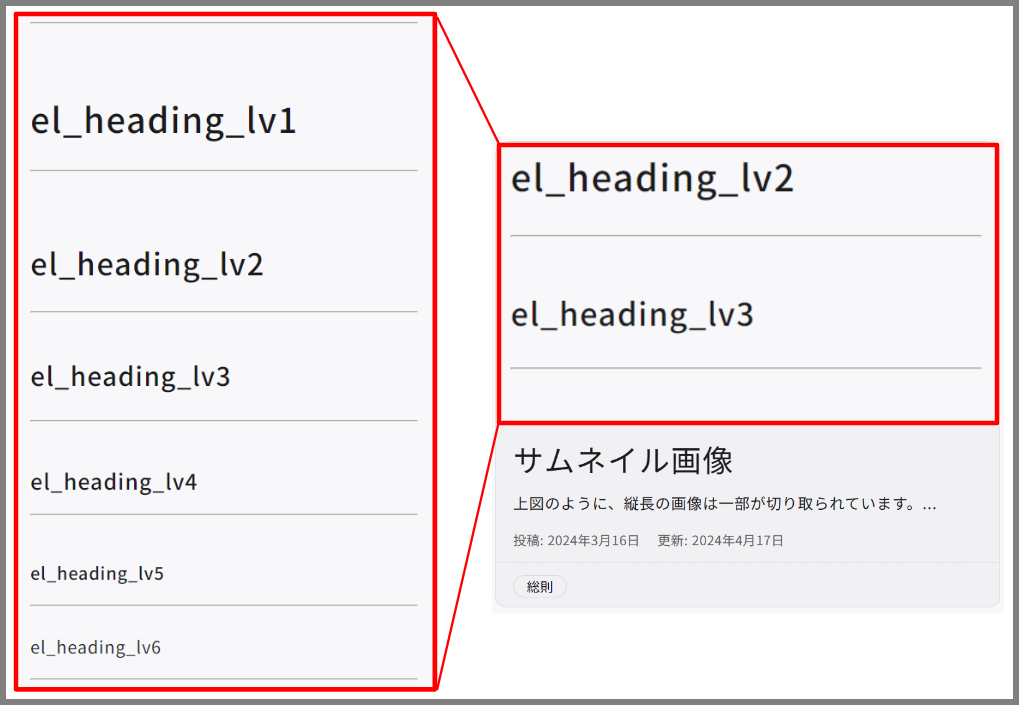 el_heading_lv1
el_heading_lv2
el_heading_lv3
el_heading_lv4
el_heading_lv5
el_heading_lv6
el_heading_lv2
el_heading_lv3
サムネイル画像
上図のように、縦長の画像は一部が切り取られています。...
投稿: 2024年3月16日 更新: 2024年4月17日
総則